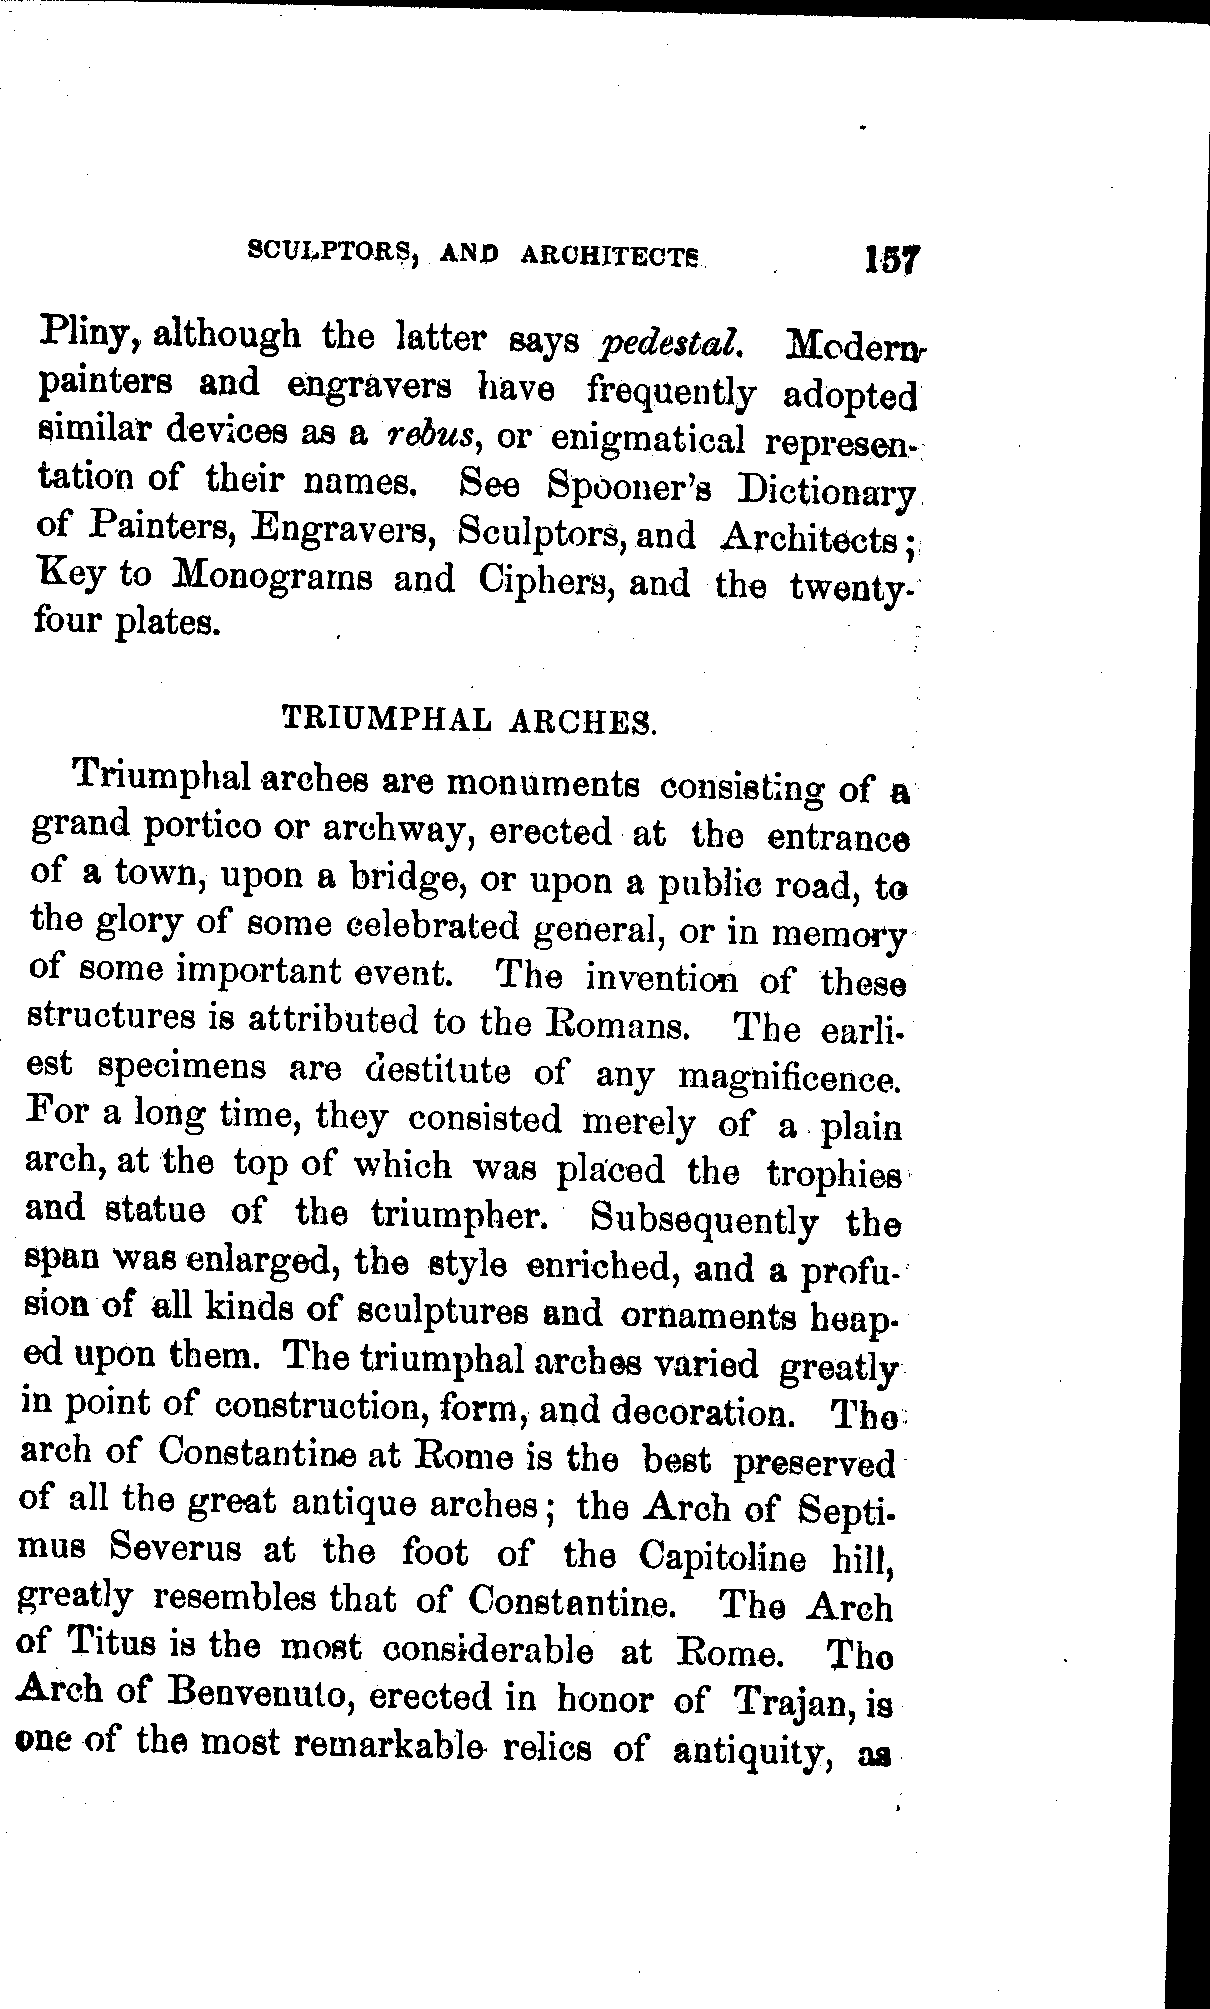 SCULPTORS, AND ARCHITECTS 157
Pliny, although the latter says pedestal. Modern
painters and engravers have frequently adopted
similar devices as a rebus, or enigmatical represen-
tation of their names. See Spooner's Dictionary
of Painters, Engravers, Sculptors, and Architects;
Key to Monograms and Ciphers, and the twenty-
four plates.
TRIUMPHAL ARCHES.
Triumphal arches are monuments consisting of a
grand portico or archway, erected at the entrance
of a town, upon a bridge, or upon a public road, to
the glory of some celebrated general, or in memory
of some important event. The invention of these
structures is attributed to the Romans. The earli-
est specimens are destitute of any magnificence.
For a long time, they consisted merely of a plain
arch, at the top of which was placed the trophies
and statue of the triumpher. Subsequently the
span was enlarged, the style enriched, and a profu-
sion of all kinds of sculptures and ornaments heap-
ed upon them. The triumphal arches varied greatly
in point of construction, form, and decoration. The
arch of Constantine at Rome is the best preserved
of all the great antique arches; the Arch of Septi-
mus Severus at the foot of the Capitoline hill,
greatly resembles that of Constantine. The Arch
of Titus is the most considerable at Rome. The
Arch of Benvenuto, erected in honor of Trajan, is
one of the most remarkable relics of antiquity, as